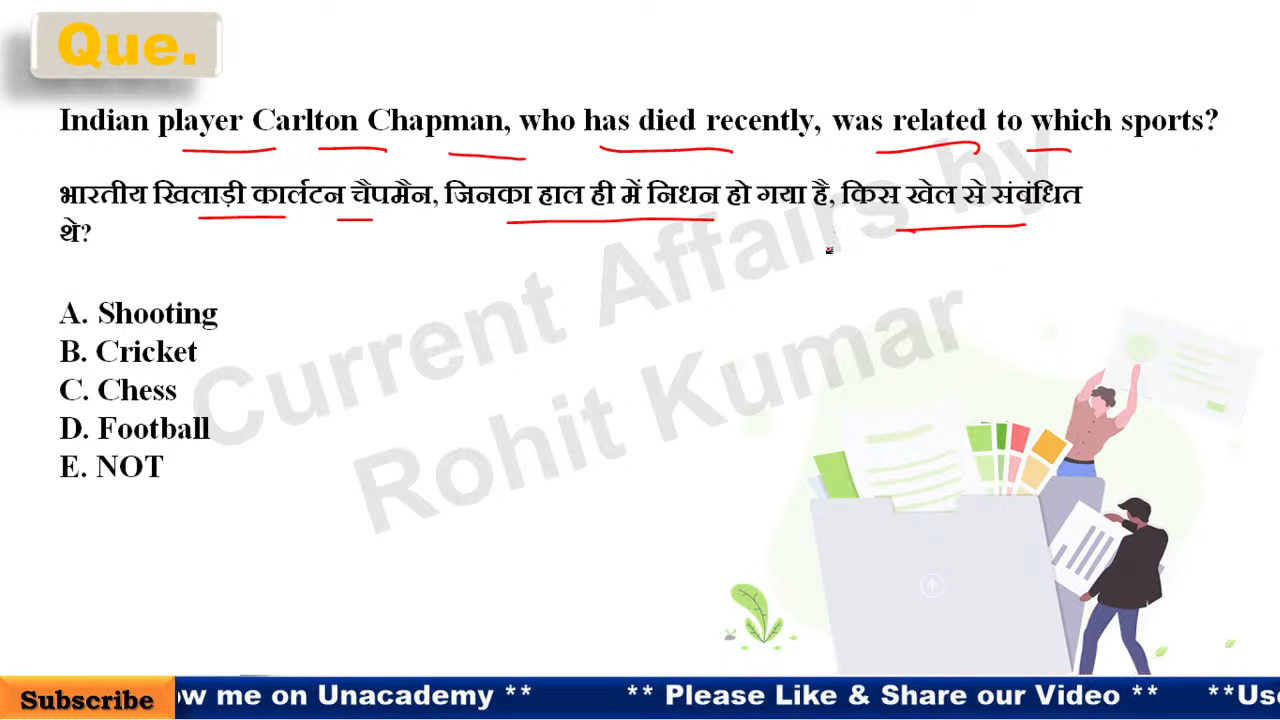 Que.
Indian player Carlton Chapman, who has died recently, was related to which sports?
भारतीय खिलाड़ी कार्लटन चैपमैन, जिनका हाल ही में निधन हो गया है, किस खेल से संबंधित
थे?
A. Shooting
B. Cricket
C. Chess
D. Football
E. NOT
Current Affairs by
Rohit Kumar
Subscribe
ow me on Unacademy ** ** Please Like & Share our Video ** **Use